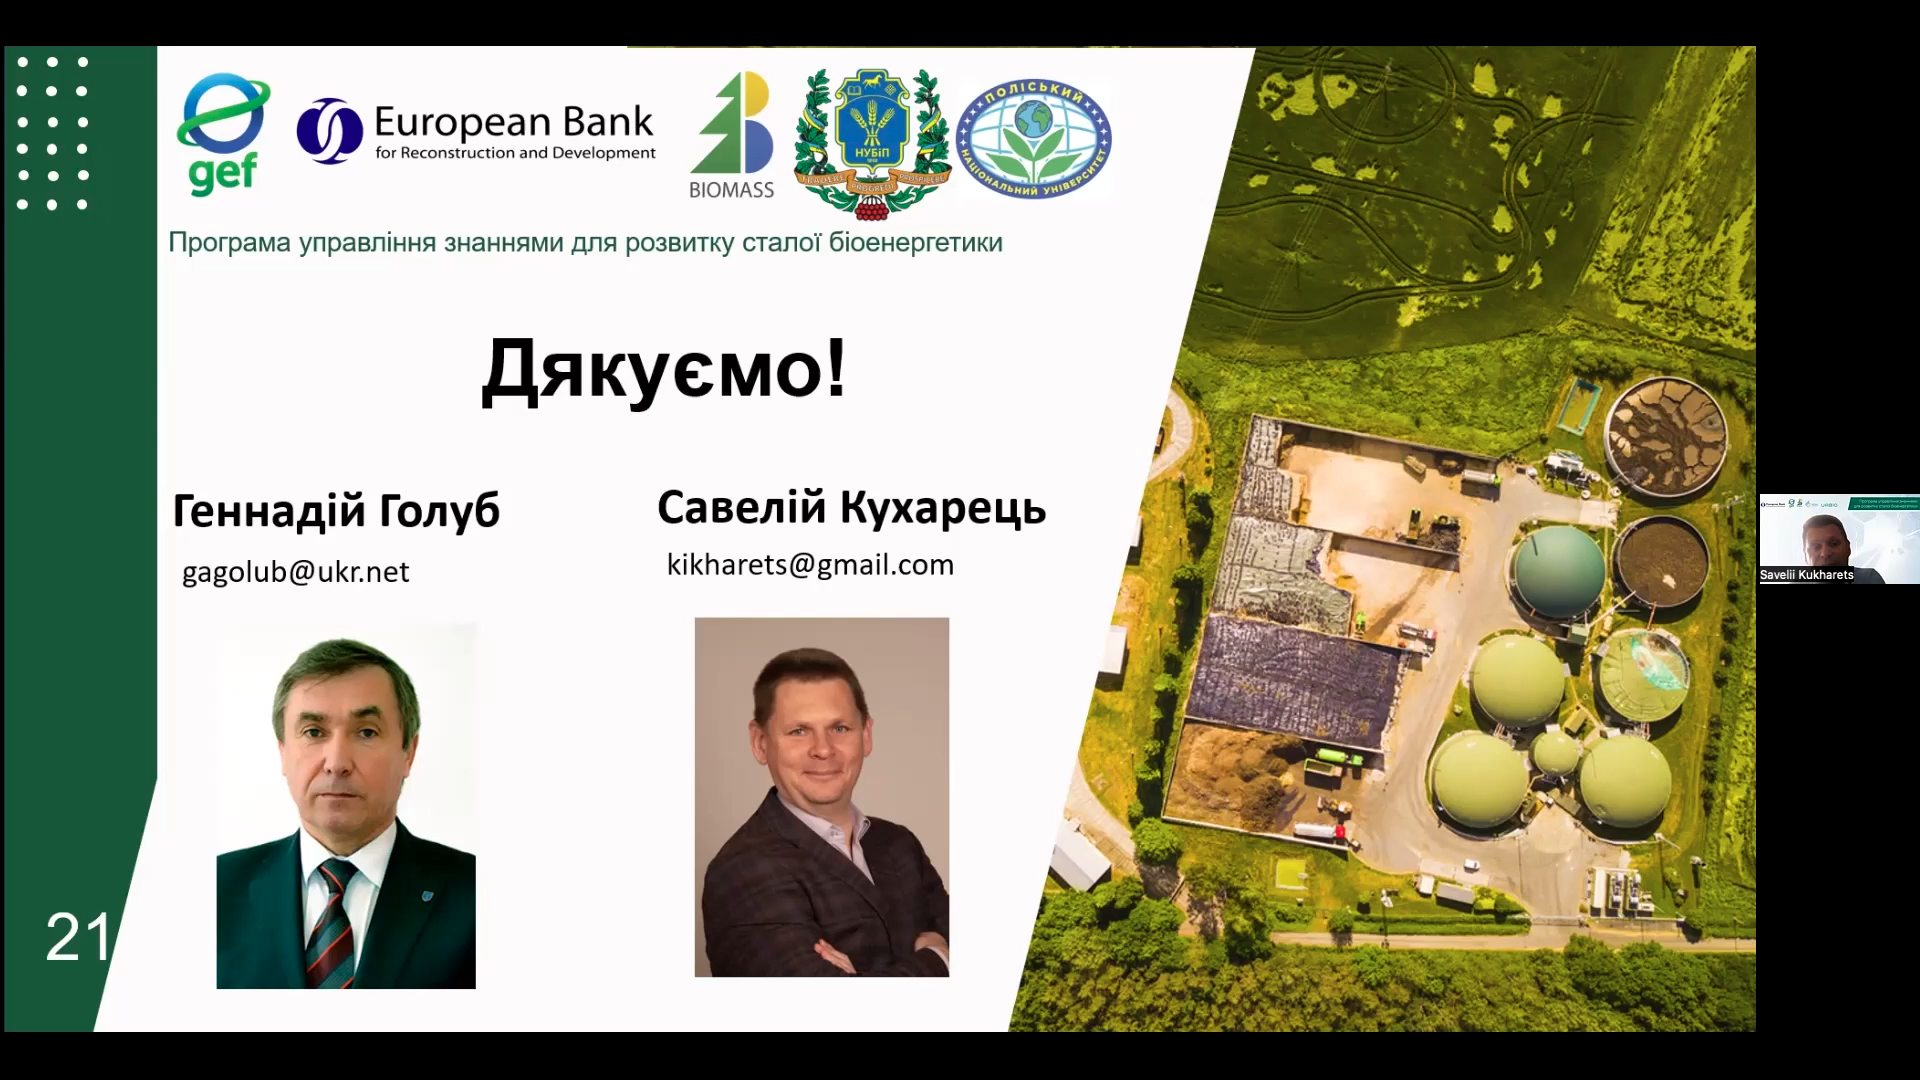 gef
European Bank
for Reconstruction and Development
BIOMASS
НУБіП
ПОЛІСЬКИЙ
НАЦІОНАЛЬНИЙ УНІВЕРСИТЕТ
Програма управління знаннями для розвитку сталої біоенергетики
Дякуємо!
Геннадій Голуб
Савелій Кухарець
gagolub@ukr.net
kikharets@gmail.com
21
Savelii Kukharets